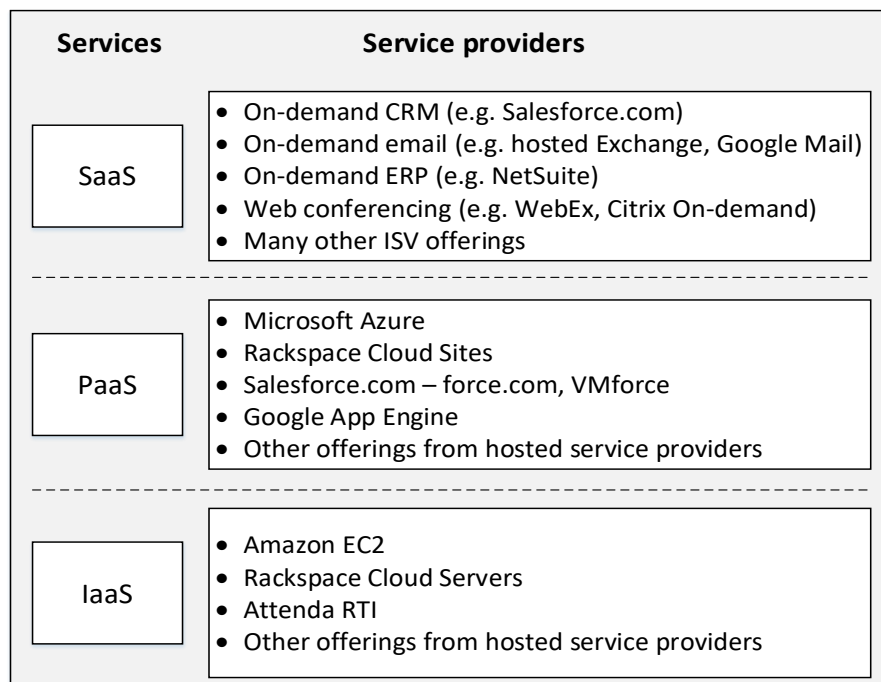 Services Service providers
SaaS
• On-demand CRM (e.g. Salesforce.com)
• On-demand email (e.g. hosted Exchange, Google Mail)
• On-demand ERP (e.g. NetSuite)
• Web conferencing (e.g. WebEx, Citrix On-demand)
• Many other ISV offerings
PaaS
• Microsoft Azure
• Rackspace Cloud Sites
• Salesforce.com – force.com, VMforce
• Google App Engine
• Other offerings from hosted service providers
IaaS
• Amazon EC2
• Rackspace Cloud Servers
• Attenda RTI
• Other offerings from hosted service providers